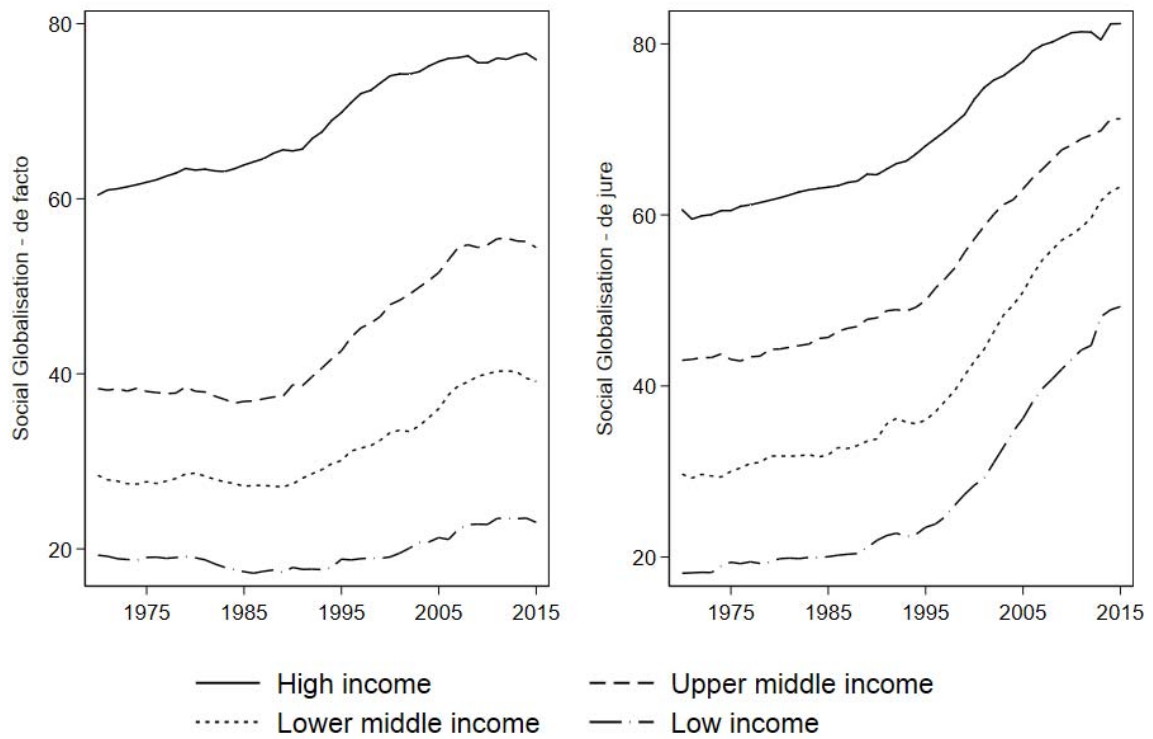 Social Globalisation - de facto
80
60
40
20
1975 1985 1995 2005 2015
Social Globalisation - de jure
80
60
40
20
1975 1985 1995 2005 2015
High income
Upper middle income
Lower middle income
Low income